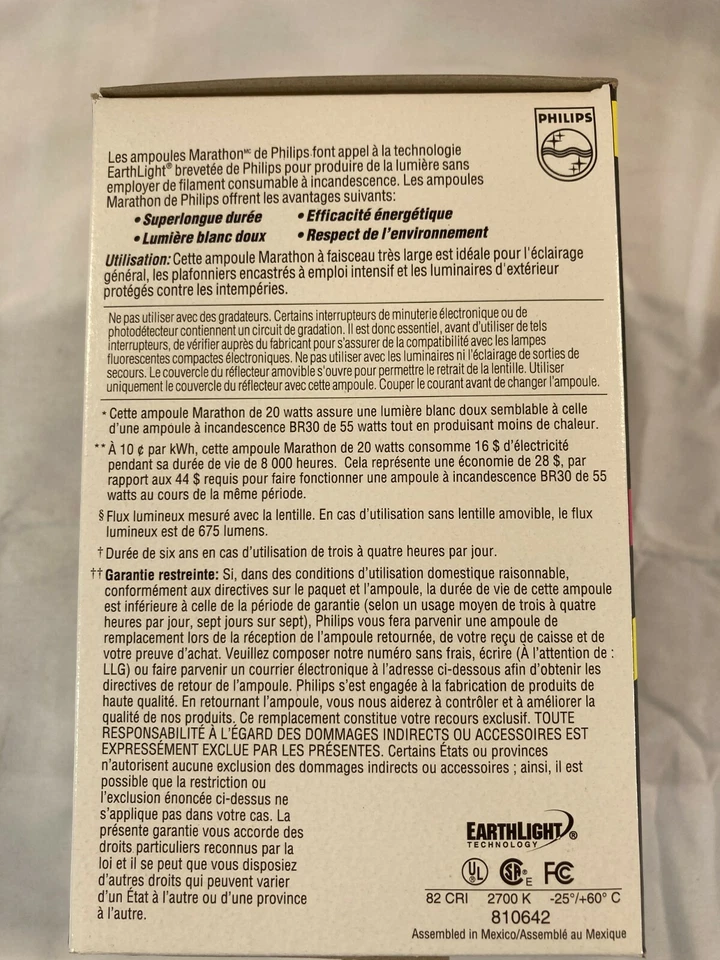 PHILIPS
Les ampoules Marathon MC de Philips font appel à la technologie
EarthLight® brevetée de Philips pour produire de la lumière sans
employer de filament consumable à incandescence. Les ampoules
Marathon de Philips offrent les avantages suivants:
• Superlongue durée • Efficacité énergétique
• Lumière blanc doux • Respect de l'environnement
Utilisation: Cette ampoule Marathon à faisceau très large est idéale pour l'éclairage
général, les plafonniers encastrés à emploi intensif et les luminaires d'extérieur
protégés contre les intempéries.
Ne pas utiliser avec des gradateurs. Certains interrupteurs de minuterie électronique ou de
photodétecteur contiennent un circuit de gradation. Il est donc essentiel, avant d'utiliser de tels
interrupteurs, de vérifier auprès du fabricant pour s'assurer de la compatibilité avec les lampes
fluorescentes compactes électroniques. Ne pas utiliser avec les luminaires ni l'éclairage de sorties de
secours. Le couvercle du réflecteur amovible s'ouvre pour permettre le retrait de la lentille. Utiliser
uniquement le couvercle du réflecteur avec cette ampoule. Couper le courant avant de changer l'ampoule.
* Cette ampoule Marathon de 20 watts assure une lumière blanc doux semblable à celle
d'une ampoule à incandescence BR30 de 55 watts tout en produisant moins de chaleur.
** À 10 ¢ par kWh, cette ampoule Marathon de 20 watts consomme 16 $ d'électricité
pendant sa durée de vie de 8 000 heures. Cela représente une économie de 28 $, par
rapport aux 44 $ requis pour faire fonctionner une ampoule à incandescence BR30 de 55
watts au cours de la même période.
§ Flux lumineux mesuré avec la lentille. En cas d'utilisation sans lentille amovible, le flux
lumineux est de 675 lumens.
† Durée de six ans en cas d'utilisation de trois à quatre heures par jour.
†† Garantie restreinte: Si, dans des conditions d'utilisation domestique raisonnable,
conformément aux directives sur le paquet et l'ampoule, la durée de vie de cette ampoule
est inférieure à celle de la période de garantie (selon un usage moyen de trois à quatre
heures par jour, sept jours sur sept), Philips vous fera parvenir une ampoule de
remplacement lors de la réception de l'ampoule retournée, de votre reçu de caisse et de
votre preuve d'achat. Veuillez composer notre numéro sans frais, écrire (À l'attention de :
LLG) ou faire parvenir un courrier électronique à l'adresse ci-dessous afin d'obtenir les
directives de retour de l'ampoule. Philips s'est engagée à la fabrication de produits de
haute qualité. En retournant l'ampoule, vous nous aiderez à contrôler et à améliorer la
qualité de nos produits. Ce remplacement constitue votre recours exclusif. TOUTE
RESPONSABILITÉ À L'ÉGARD DES DOMMAGES INDIRECTS OU ACCESSOIRES EST
EXPRESSÉMENT EXCLUE PAR LES PRÉSENTES. Certains États ou provinces
n'autorisent aucune exclusion des dommages indirects ou accessoires ; ainsi, il est
possible que la restriction ou
l'exclusion énoncée ci-dessus ne
s'applique pas dans votre cas. La
présente garantie vous accorde des
droits particuliers reconnus par la
loi et il se peut que vous disposiez
d'autres droits qui peuvent varier
d'un État à l'autre ou d'une province
à l'autre.
EARTHLIGHT®
TECHNOLOGY
UL SA E FC
82 CRI 2700 K -25°/+60° C
810642
Assembled in Mexico/Assemblé au Mexique